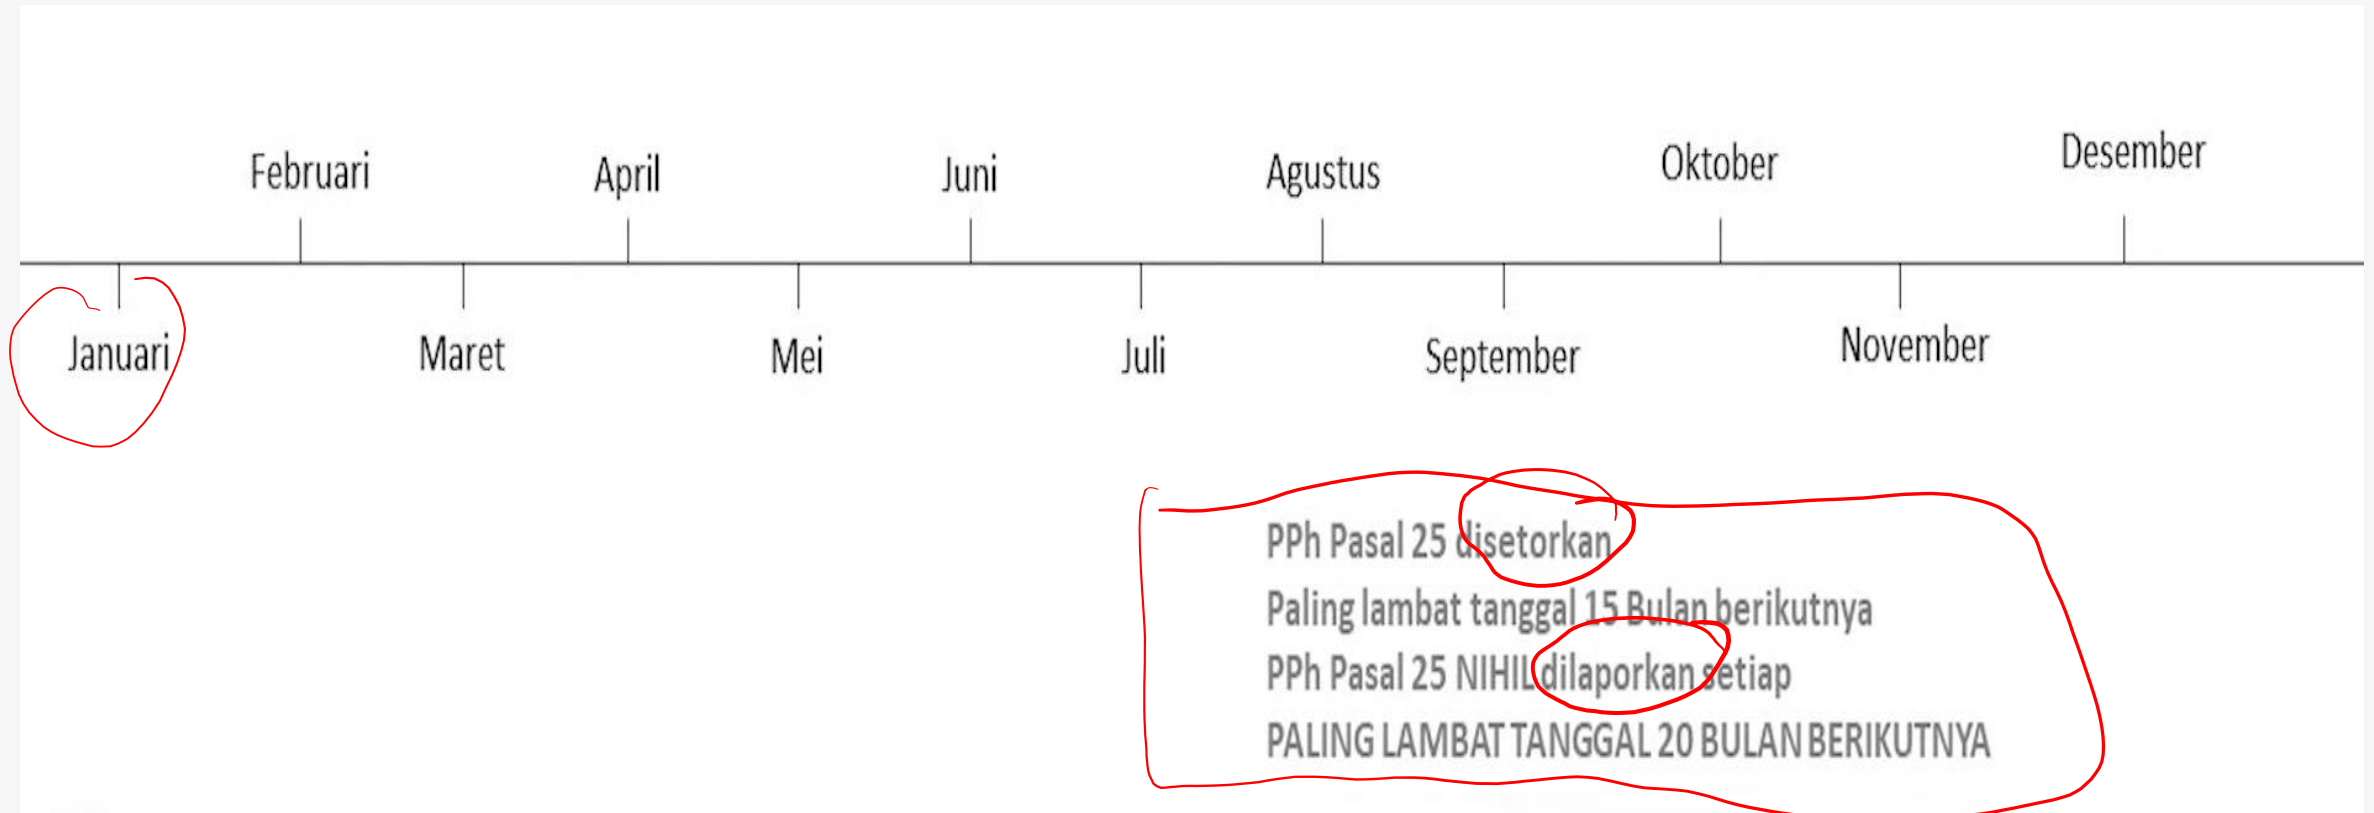 Februari
April
Juni
Agustus
Oktober
Desember
Januari
Maret
Mei
Juli
September
November
PPh Pasal 25 disetorkan
Paling lambat tanggal 15 Bulan berikutnya
PPh Pasal 25 NIHIL dilaporkan setiap
PALING LAMBAT TANGGAL 20 BULAN BERIKUTNYA